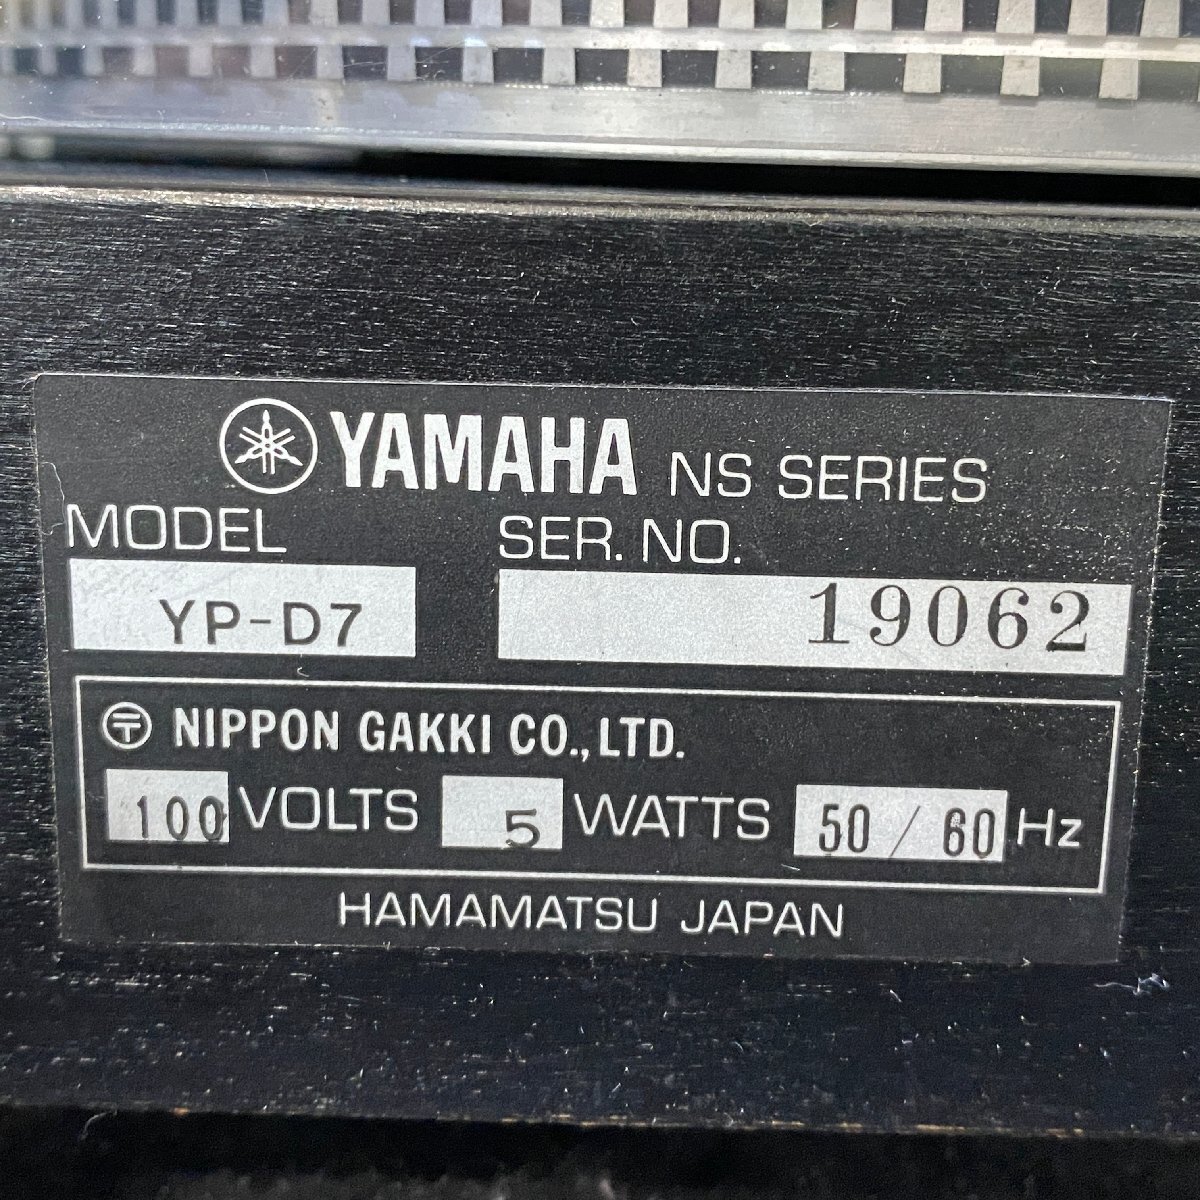 YAMAHA NS SERIES
MODEL SER. NO.
YP-D7 19062
〶 NIPPON GAKKI CO., LTD.
100 VOLTS 5 WATTS 50 / 60 Hz
HAMAMATSU JAPAN